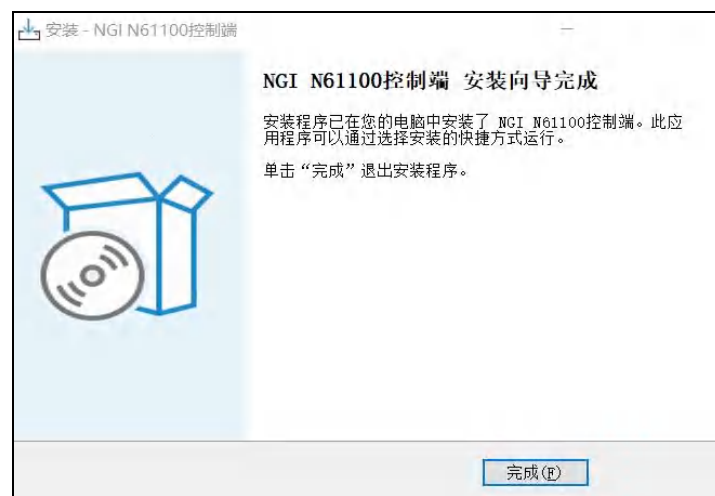 安装 - NGI N61100控制端
NGI N61100控制端 安装向导完成
安装程序已在您的电脑中安装了 NGI N61100控制端。此应
用程序可以通过选择安装的快捷方式运行。
单击“完成”退出安装程序。
完成(F)